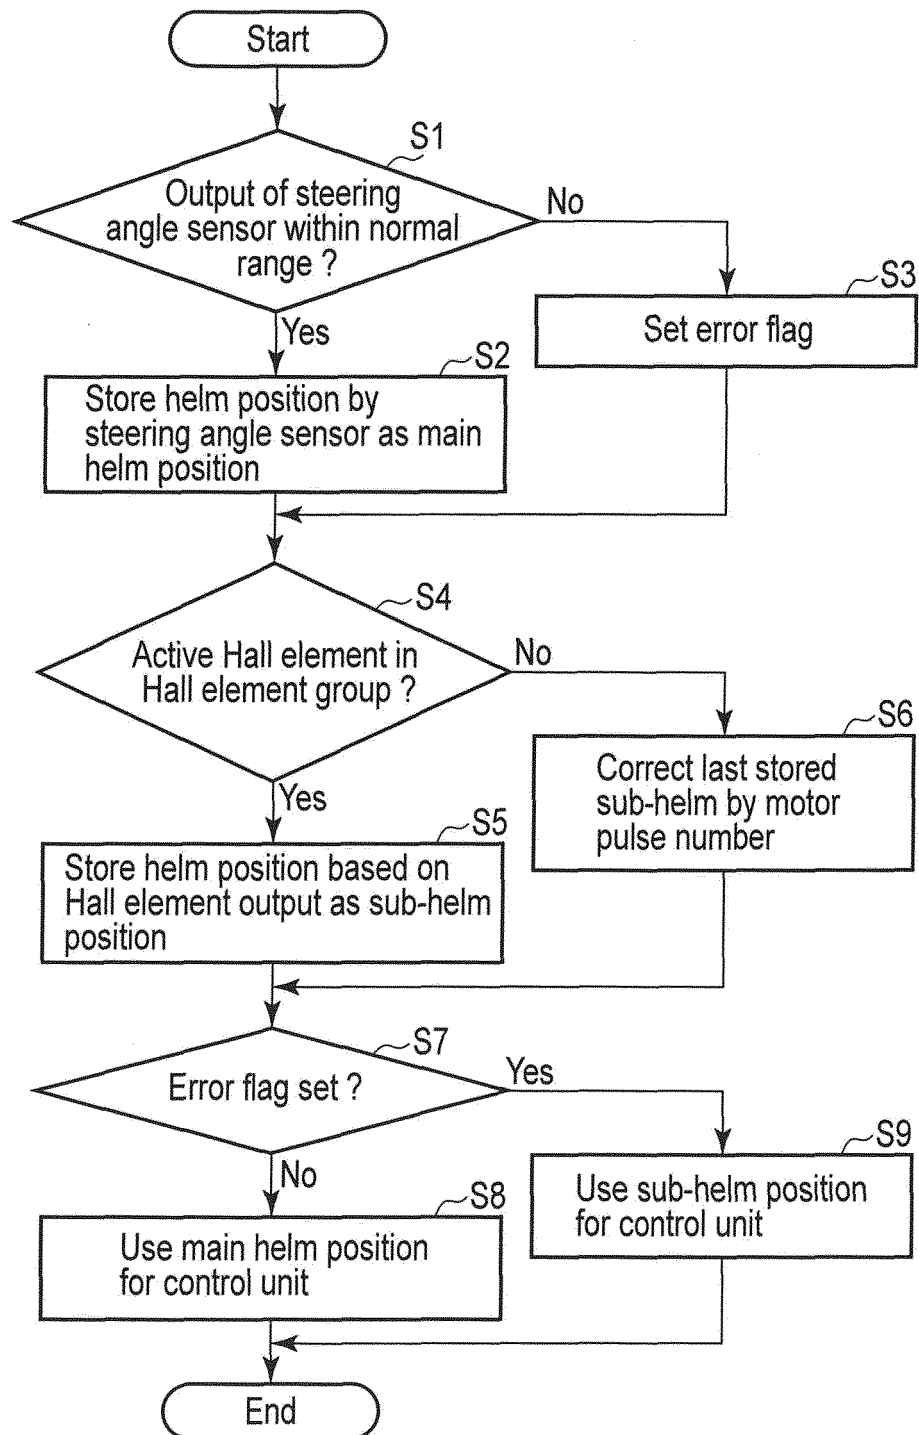 Start
S1
Output of steering
angle sensor within normal
range ?
No
S3
Set error flag
Yes
S2
Store helm position by
steering angle sensor as main
helm position
S4
Active Hall element in
Hall element group ?
No
S6
Correct last stored
sub-helm by motor
pulse number
Yes
S5
Store helm position based on
Hall element output as sub-helm
position
S7
Error flag set ?
Yes
S9
Use sub-helm position
for control unit
No
S8
Use main helm position
for control unit
End